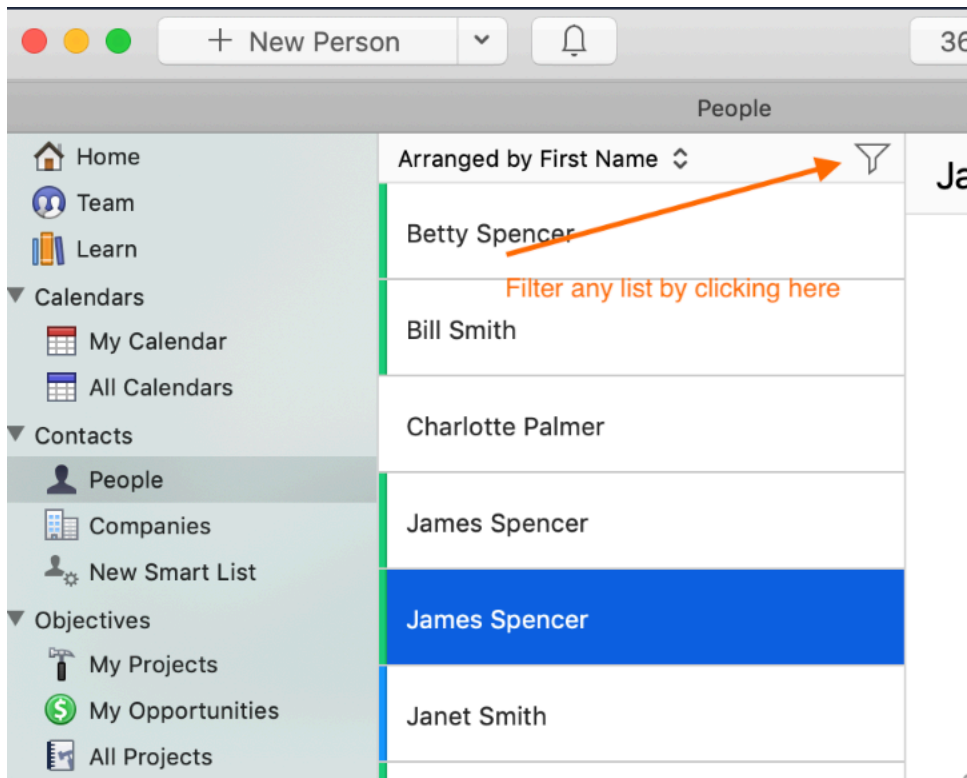 + New Person
36
People
Home
Team
Learn
Calendars
My Calendar
All Calendars
Contacts
People
Companies
New Smart List
Objectives
My Projects
My Opportunities
All Projects
Arranged by First Name
Betty Spencer
Filter any list by clicking here
Bill Smith
Charlotte Palmer
James Spencer
James Spencer
Janet Smith
Ja